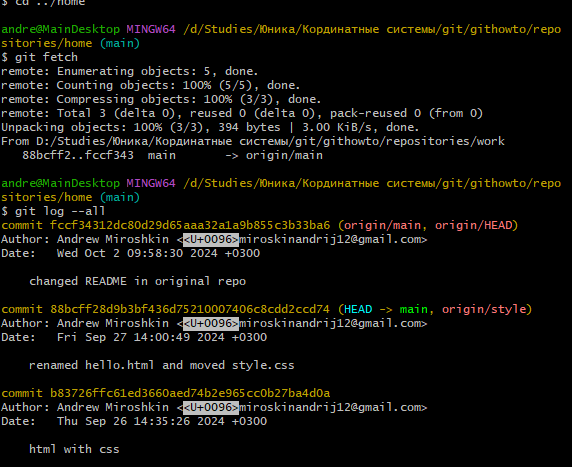 $ cd ../home
andre@MainDesktop MINGW64 /d/Studies/Юника/Кординатные системы/git/githowto/repo
sitories/home (main)
$ git fetch
remote: Enumerating objects: 5, done.
remote: Counting objects: 100% (5/5), done.
remote: Compressing objects: 100% (3/3), done.
remote: Total 3 (delta 0), reused 0 (delta 0), pack-reused 0 (from 0)
Unpacking objects: 100% (3/3), 394 bytes | 3.00 KiB/s, done.
From D:/Studies/Юника/Кординатные системы/git/githowto/repositories/work
   88bcff2..fccf343  main       -> origin/main
andre@MainDesktop MINGW64 /d/Studies/Юника/Кординатные системы/git/githowto/repo
sitories/home (main)
$ git log --all
commit fccf34312dc80d29d65aaa32a1a9b855c3b33ba6 (origin/main, origin/HEAD)
Author: Andrew Miroshkin <<U+0096>miroskinandrij12@gmail.com>
Date:   Wed Oct 2 09:58:30 2024 +0300
    changed README in original repo
commit 88bcff28d9b3bf436d75210007406c8cdd2ccd74 (HEAD -> main, origin/style)
Author: Andrew Miroshkin <<U+0096>miroskinandrij12@gmail.com>
Date:   Fri Sep 27 14:00:49 2024 +0300
    renamed hello.html and moved style.css
commit b83726ffc61ed3660aed74b2e965cc0b27ba4d0a
Author: Andrew Miroshkin <<U+0096>miroskinandrij12@gmail.com>
Date:   Thu Sep 26 14:35:26 2024 +0300
    html with css